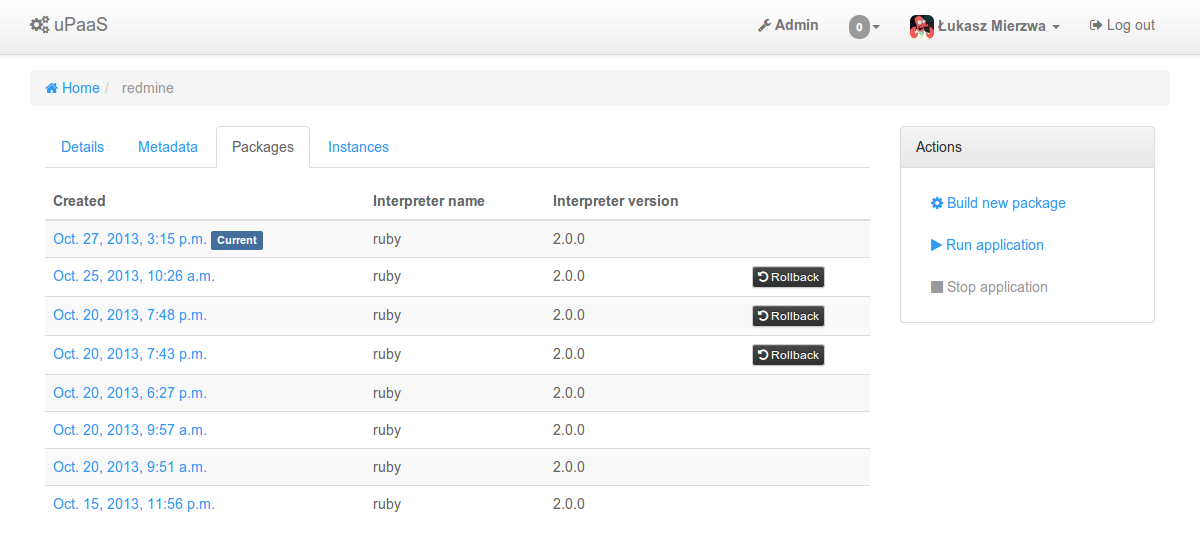 uPaaS Admin 0 Łukasz Mierzwa Log out
Home / redmine
Details Metadata Packages Instances
Created Interpreter name Interpreter version
Oct. 27, 2013, 3:15 p.m. Current ruby 2.0.0
Oct. 25, 2013, 10:26 a.m. ruby 2.0.0 Rollback
Oct. 20, 2013, 7:48 p.m. ruby 2.0.0 Rollback
Oct. 20, 2013, 7:43 p.m. ruby 2.0.0 Rollback
Oct. 20, 2013, 6:27 p.m. ruby 2.0.0
Oct. 20, 2013, 9:57 a.m. ruby 2.0.0
Oct. 20, 2013, 9:51 a.m. ruby 2.0.0
Oct. 15, 2013, 11:56 p.m. ruby 2.0.0
Actions
Build new package
Run application
Stop application